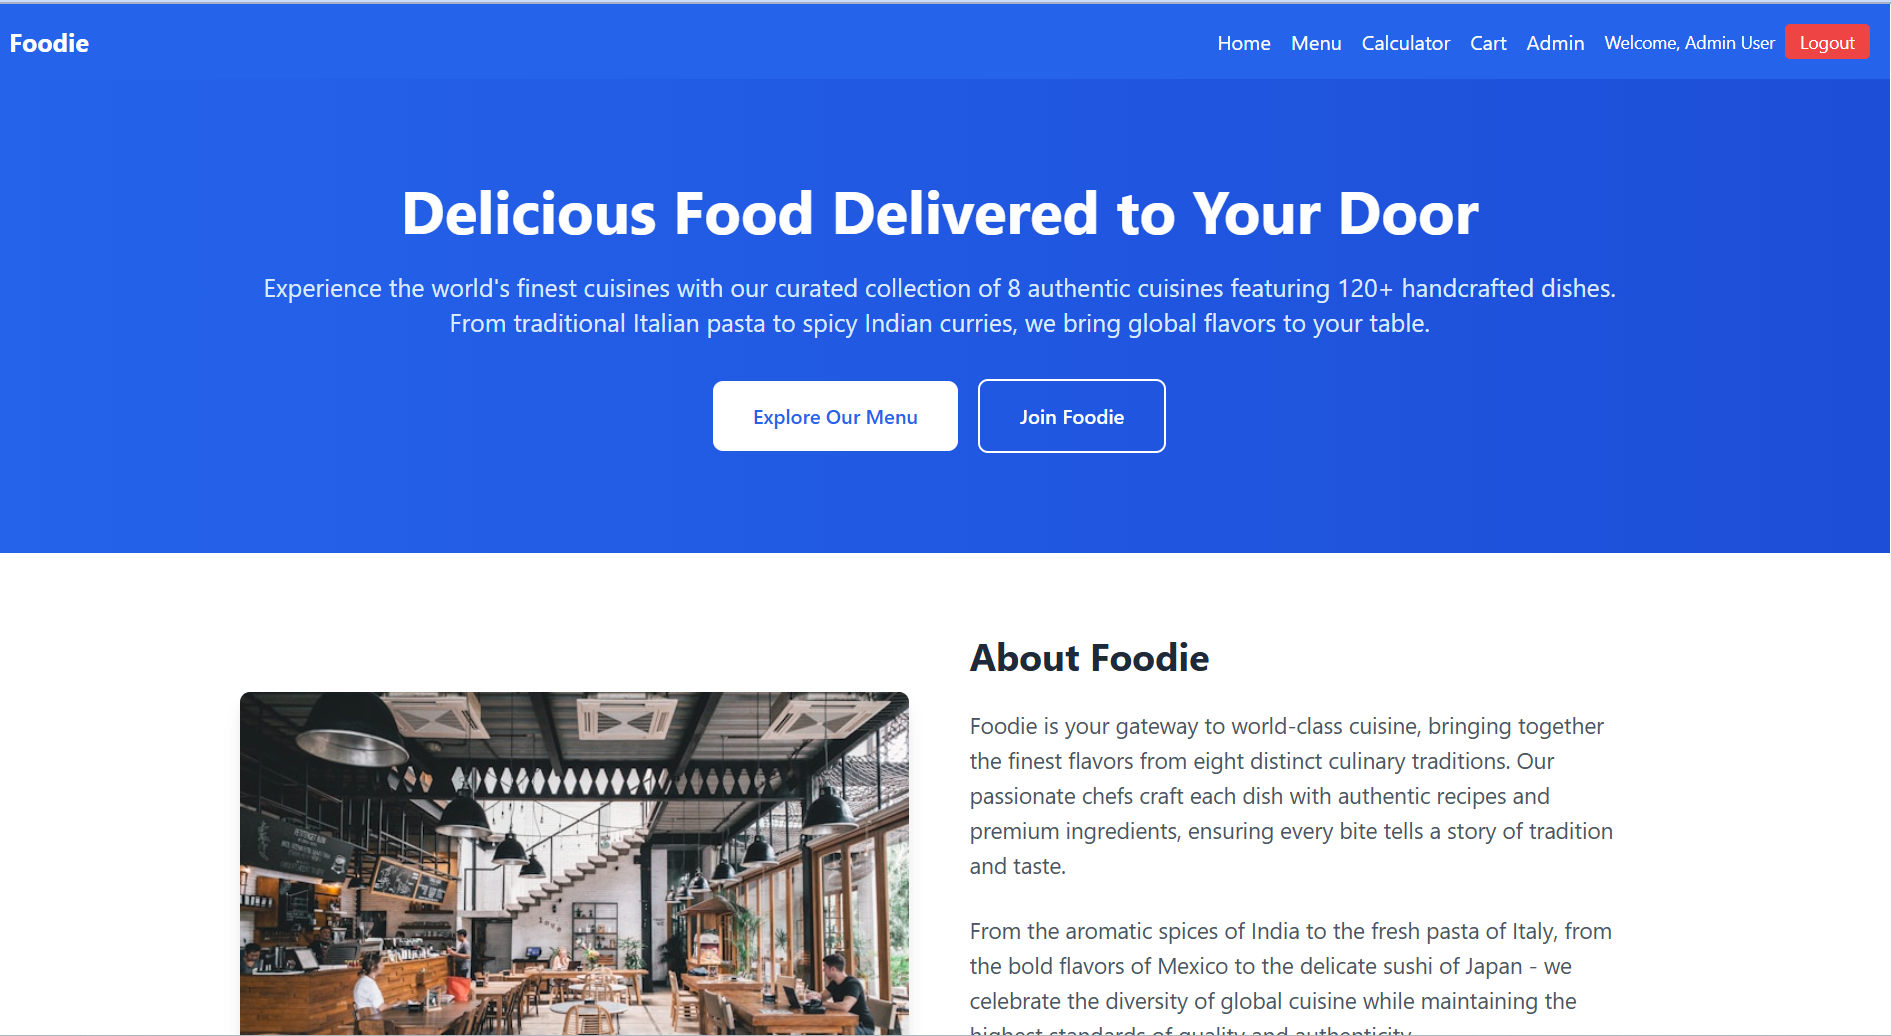 Foodie
Home Menu Calculator Cart Admin Welcome, Admin User Logout
Delicious Food Delivered to Your Door
Experience the world's finest cuisines with our curated collection of 8 authentic cuisines featuring 120+ handcrafted dishes.
From traditional Italian pasta to spicy Indian curries, we bring global flavors to your table.
Explore Our Menu Join Foodie
About Foodie
Foodie is your gateway to world-class cuisine, bringing together
the finest flavors from eight distinct culinary traditions. Our
passionate chefs craft each dish with authentic recipes and
premium ingredients, ensuring every bite tells a story of tradition
and taste.
From the aromatic spices of India to the fresh pasta of Italy, from
the bold flavors of Mexico to the delicate sushi of Japan - we
celebrate the diversity of global cuisine while maintaining the
highest standards of quality and authenticity.